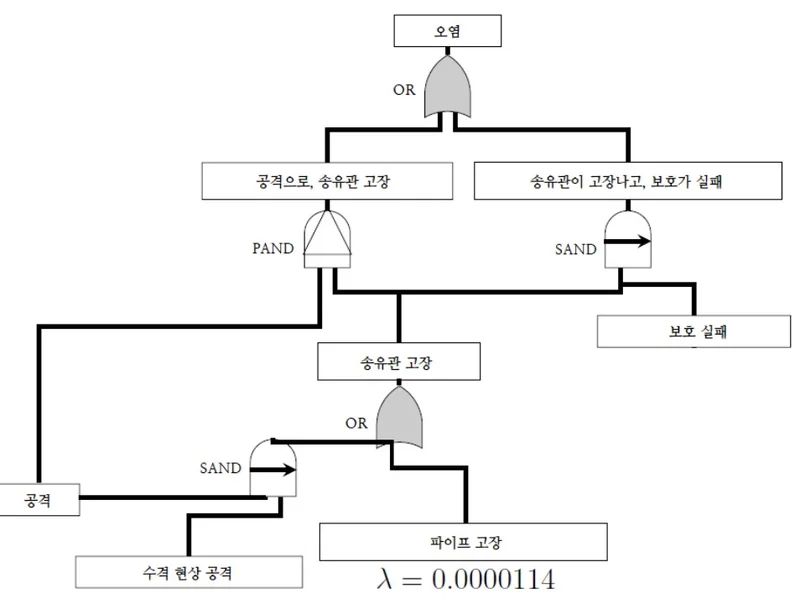 오염
OR
공격으로, 송유관 고장
송유관이 고장나고, 보호가 실패
PAND
SAND
보호 실패
송유관 고장
OR
SAND
공격
파이프 고장
수격 현상 공격
λ = 0.0000114